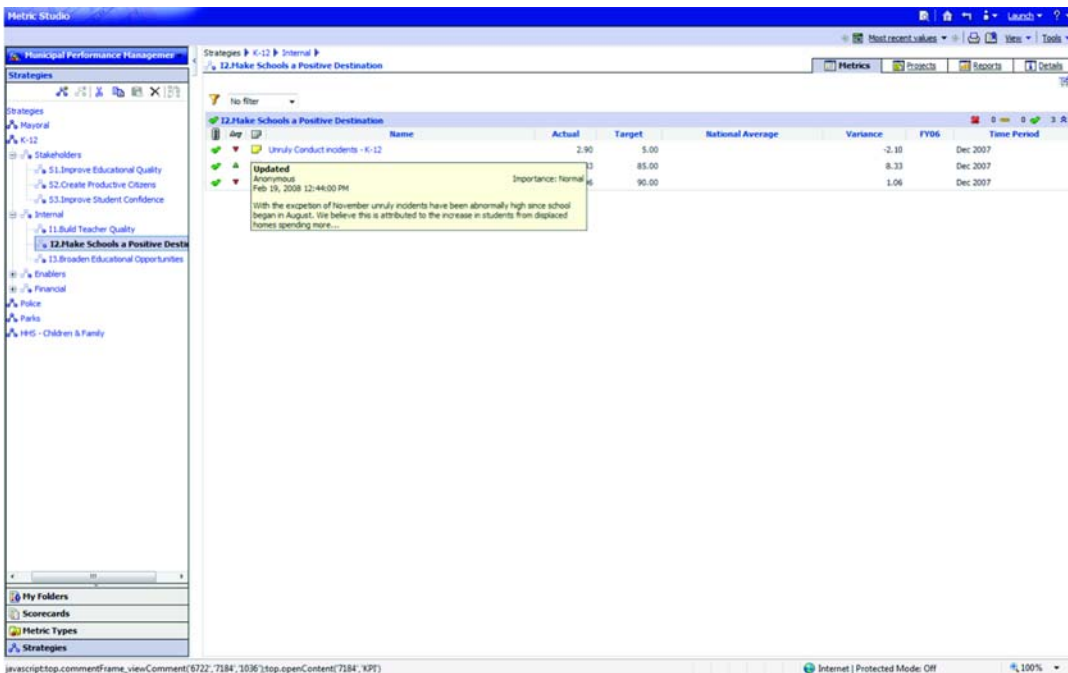 Metric Studio
Launch ?
Most recent values View Tools
Municipal Performance Managemer
Strategies
Strategies
Mayoral
K-12
Stakeholders
S1.Improve Educational Quality
S2.Create Productive Citizens
S3.Improve Student Confidence
Internal
I1.Build Teacher Quality
I2.Make Schools a Positive Desti
I3.Broaden Educational Opportunities
Enablers
Financial
Police
Parks
HHS - Children & Family
My Folders
Scorecards
Metric Types
Strategies
Strategies K-12 Internal
I2.Make Schools a Positive Destination
Metrics Projects Reports Details
No filter
I2.Make Schools a Positive Destination 0 0 3
Name Actual Target National Average Variance FY06 Time Period
Unruly Conduct incidents - K-12 2.90 5.00 -2.10 Dec 2007
85.00 8.33 Dec 2007
90.00 1.06 Dec 2007
Updated
Anonymous Importance: Normal
Feb 19, 2008 12:44:00 PM
With the excpetion of November unruly incidents have been abnormally high since school
began in August. We believe this is attributed to the increase in students from displaced
homes spending more...
javascript:top.commentFrame_viewComment('6722','7184','1036');top.openContent('7184','KPI')
Internet | Protected Mode: Off 100%